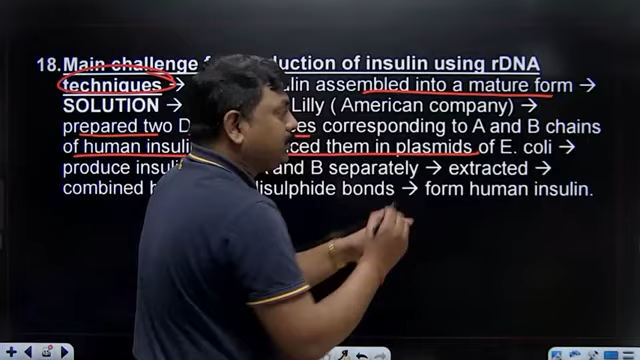 18. Main challenge f duction of insulin using rDNA
techniques → ulin assembled into a mature form →
SOLUTION → Lilly ( American company) →
prepared two D es corresponding to A and B chains
of human insuli ced them in plasmids of E. coli →
produce insuli and B separately → extracted →
combined b disulphide bonds → form human insulin.